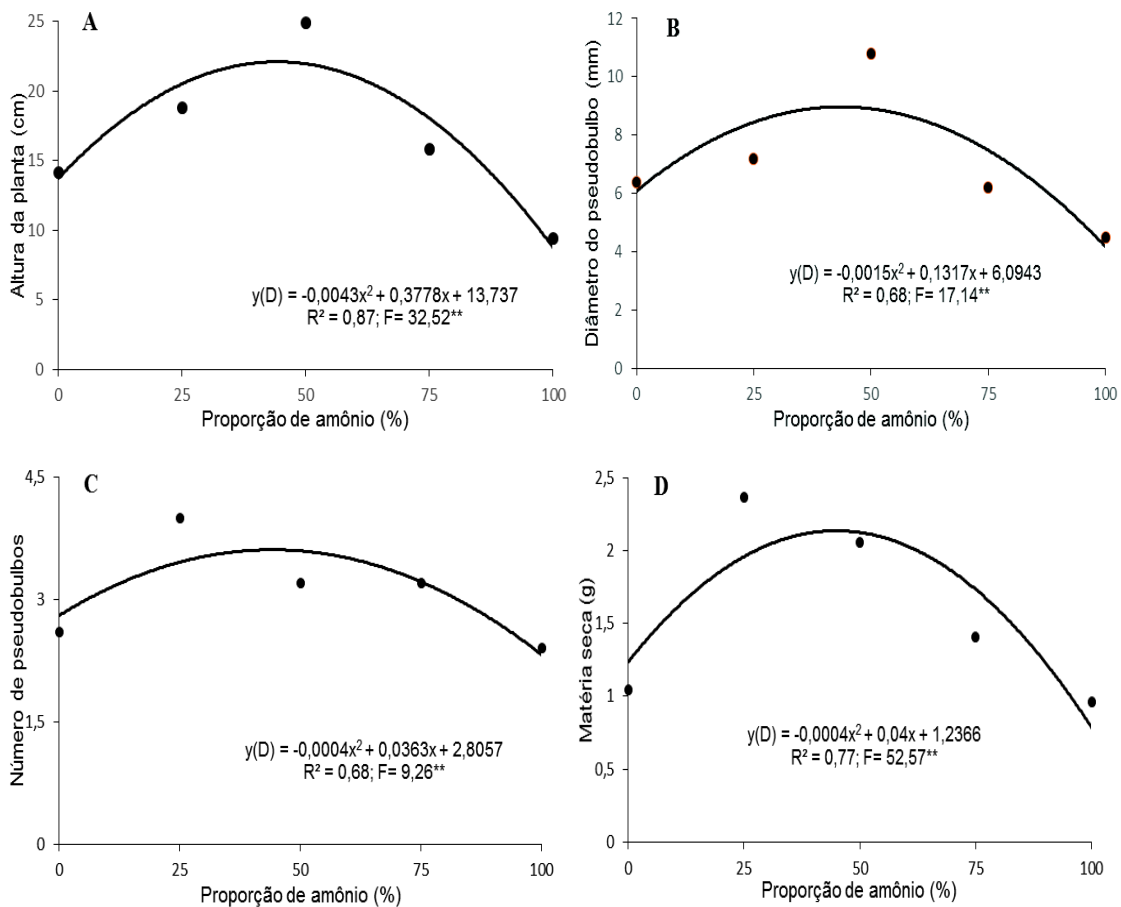 A
Altura da planta (cm)
25
20
15
10
5
0
0 25 50 75 100
Proporção de amônio (%)
y(D) = -0,0043x² + 0,3778x + 13,737
R² = 0,87; F= 32,52**
B
Diâmetro do pseudobulbo (mm)
12
10
8
6
4
2
0
0 25 50 75 100
Proporção de amônio (%)
y(D) = -0,0015x² + 0,1317x + 6,0943
R² = 0,68; F= 17,14**
C
Número de pseudobulbos
4,5
3
1,5
0
0 25 50 75 100
Proporção de amônio (%)
y(D) = -0,0004x² + 0,0363x + 2,8057
R² = 0,68; F= 9,26**
D
Matéria seca (g)
2,5
2
1,5
1
0,5
0
0 25 50 75 100
Proporção de amônio (%)
y(D) = -0,0004x² + 0,04x + 1,2366
R² = 0,77; F= 52,57**